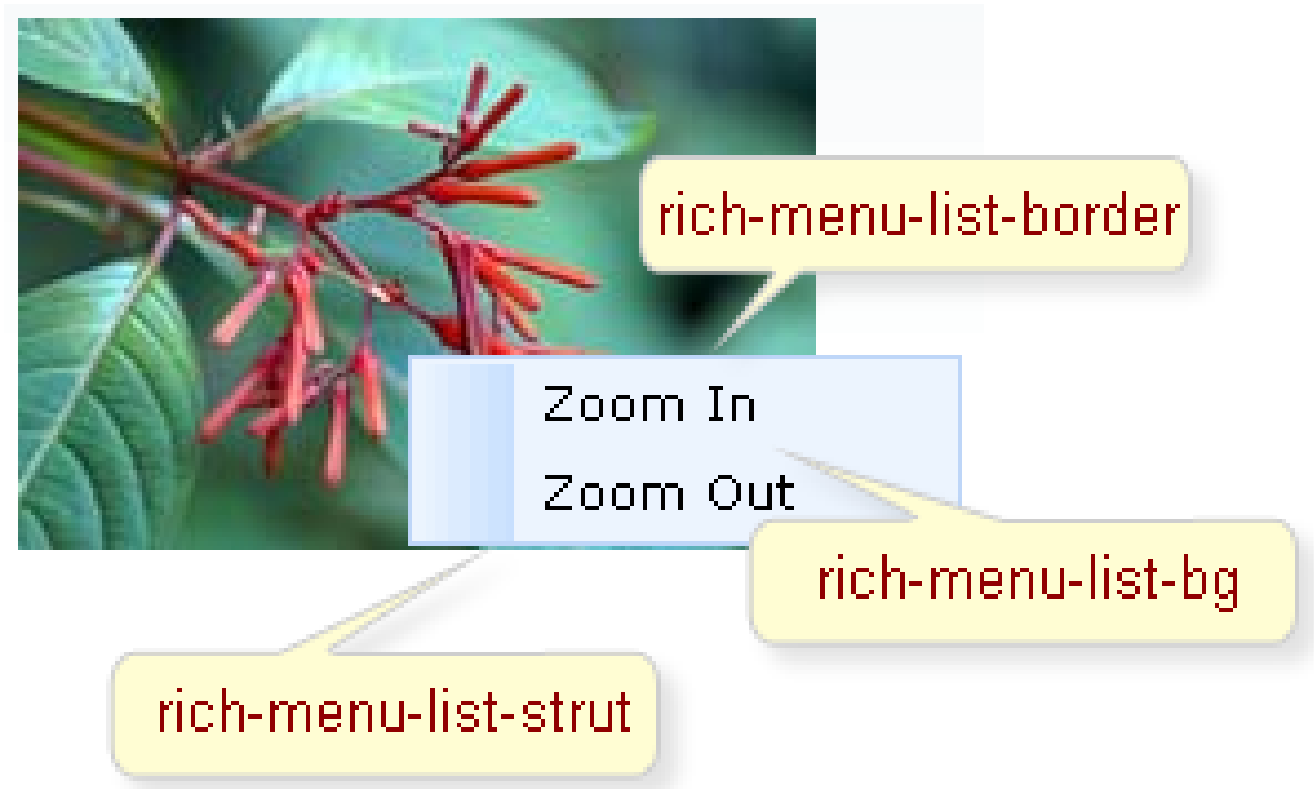 rich-menu-list-border
Zoom In
Zoom Out
rich-menu-list-bg
rich-menu-list-strut